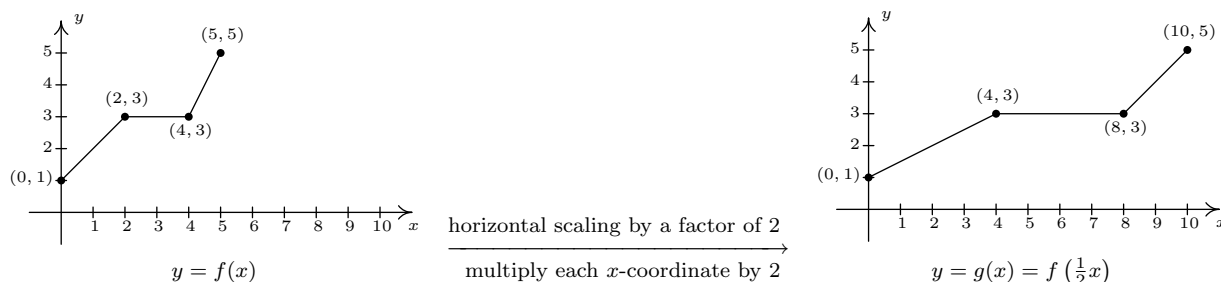 y
(5, 5)
5
4
(2, 3)
3
(4, 3)
2
(0, 1)
1 2 3 4 5 6 7 8 9 10 x
y = f(x)
horizontal scaling by a factor of 2
multiply each x-coordinate by 2
y
(10, 5)
5
4
(4, 3)
3
(8, 3)
2
(0, 1)
1 2 3 4 5 6 7 8 9 10 x
y = g(x) = f(½x)